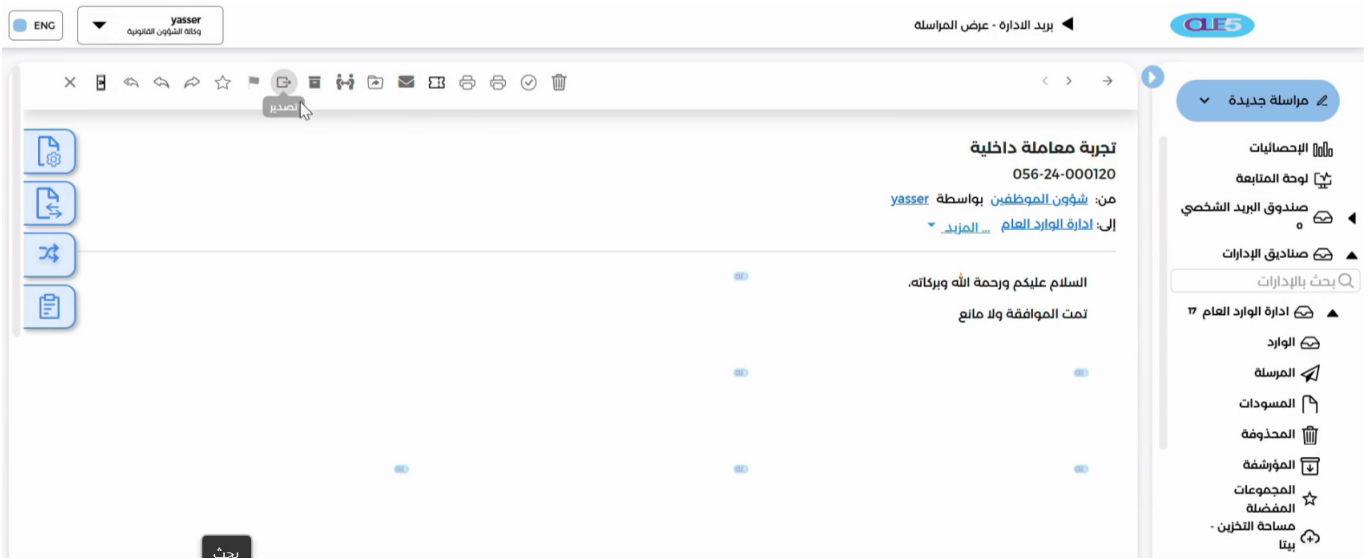 CLE5
بريد الادارة - عرض المراسلة
yasser
وكالة الشؤون القانونية
ENG
مراسلة جديدة
الإحصائيات
لوحة المتابعة
صندوق البريد الشخصي
0
صناديق الإدارات
بحث بالإدارات
ادارة الوارد العام 17
الوارد
المرسلة
المسودات
المحذوفة
المؤرشفة
المجموعات
المفضلة
مساحة التخزين -
بيتا
تصدير
تجربة معاملة داخلية
056-24-000120
من: شؤون الموظفين بواسطة yasser
إلى: ادارة الوارد العام ... المزيد
السلام عليكم ورحمة الله وبركاته،
تمت الموافقة ولا مانع
بحث